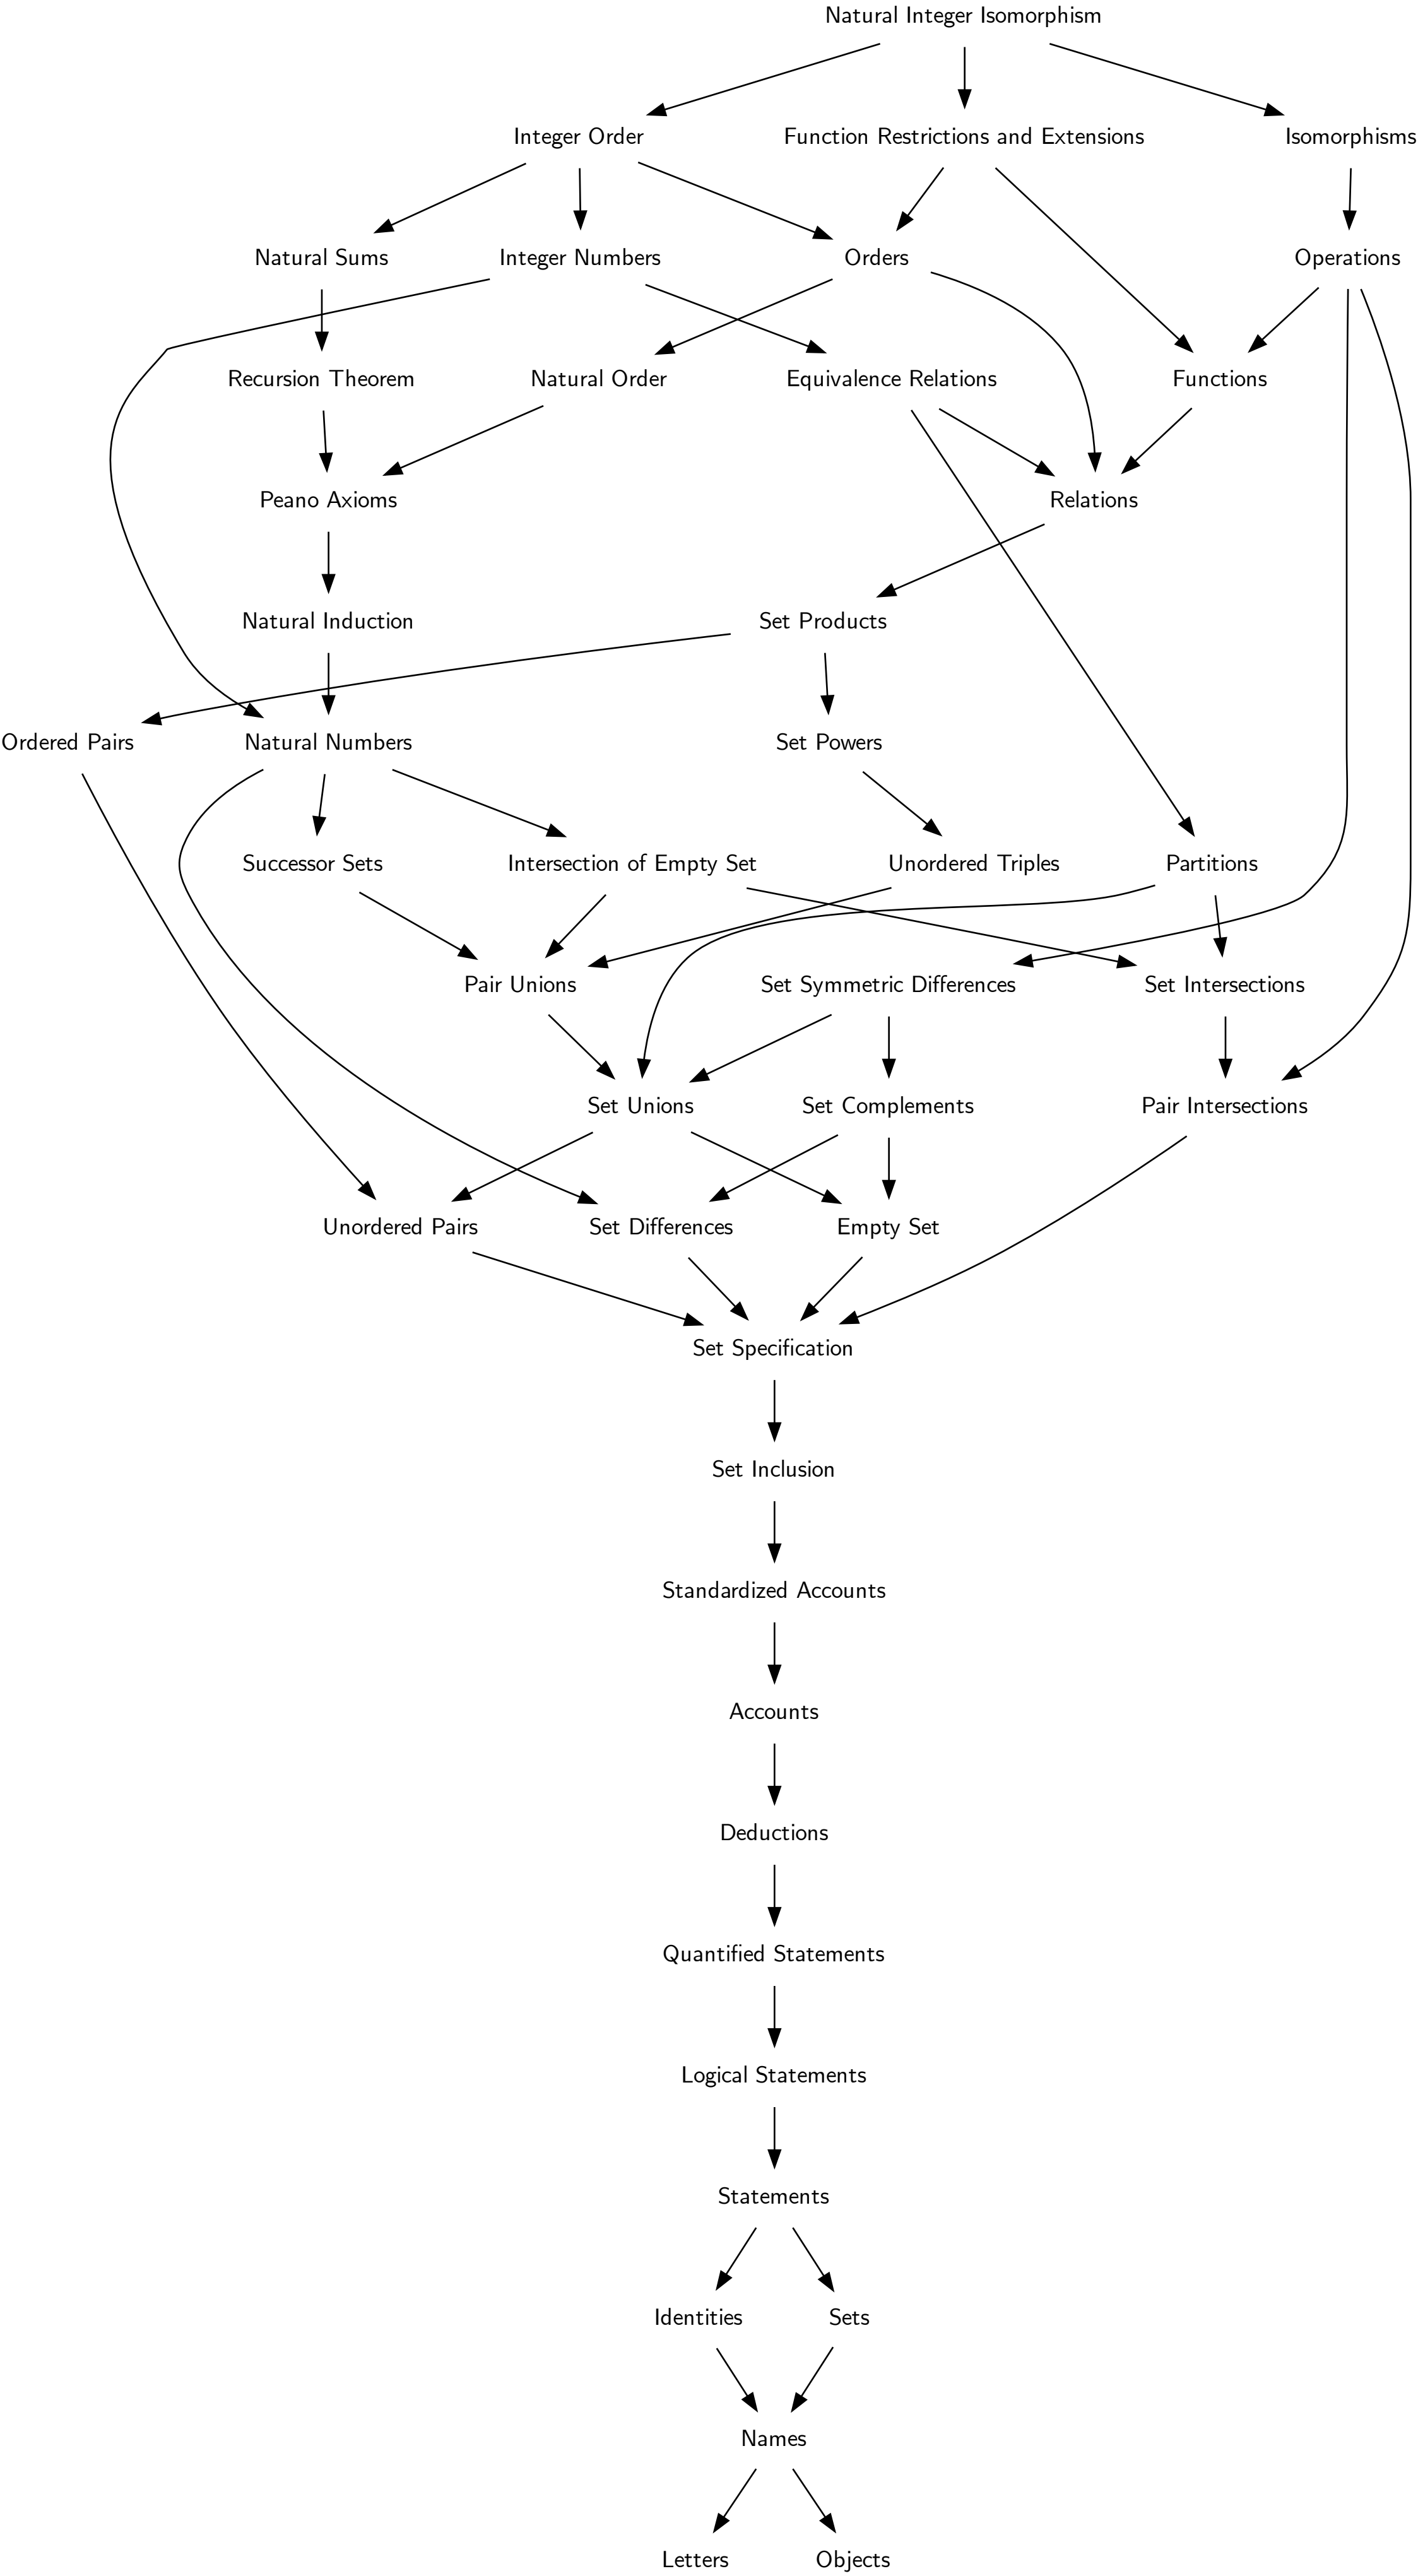 Natural Integer Isomorphism
Integer Order
Function Restrictions and Extensions
Isomorphisms
Natural Sums
Integer Numbers
Orders
Operations
Recursion Theorem
Natural Order
Equivalence Relations
Functions
Peano Axioms
Relations
Natural Induction
Set Products
Ordered Pairs
Natural Numbers
Set Powers
Successor Sets
Intersection of Empty Set
Unordered Triples
Partitions
Pair Unions
Set Symmetric Differences
Set Intersections
Set Unions
Set Complements
Pair Intersections
Unordered Pairs
Set Differences
Empty Set
Set Specification
Set Inclusion
Standardized Accounts
Accounts
Deductions
Quantified Statements
Logical Statements
Statements
Identities
Sets
Names
Letters
Objects